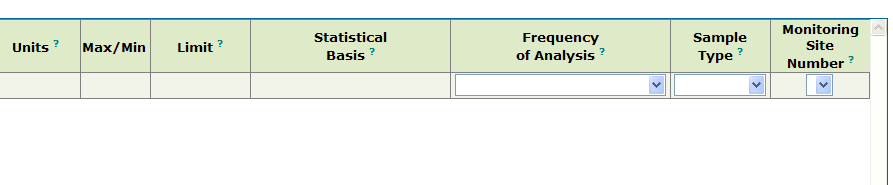 Units ?
Max/Min
Limit ?
Statistical
Basis ?
Frequency
of Analysis ?
Sample
Type ?
Monitoring
Site
Number ?